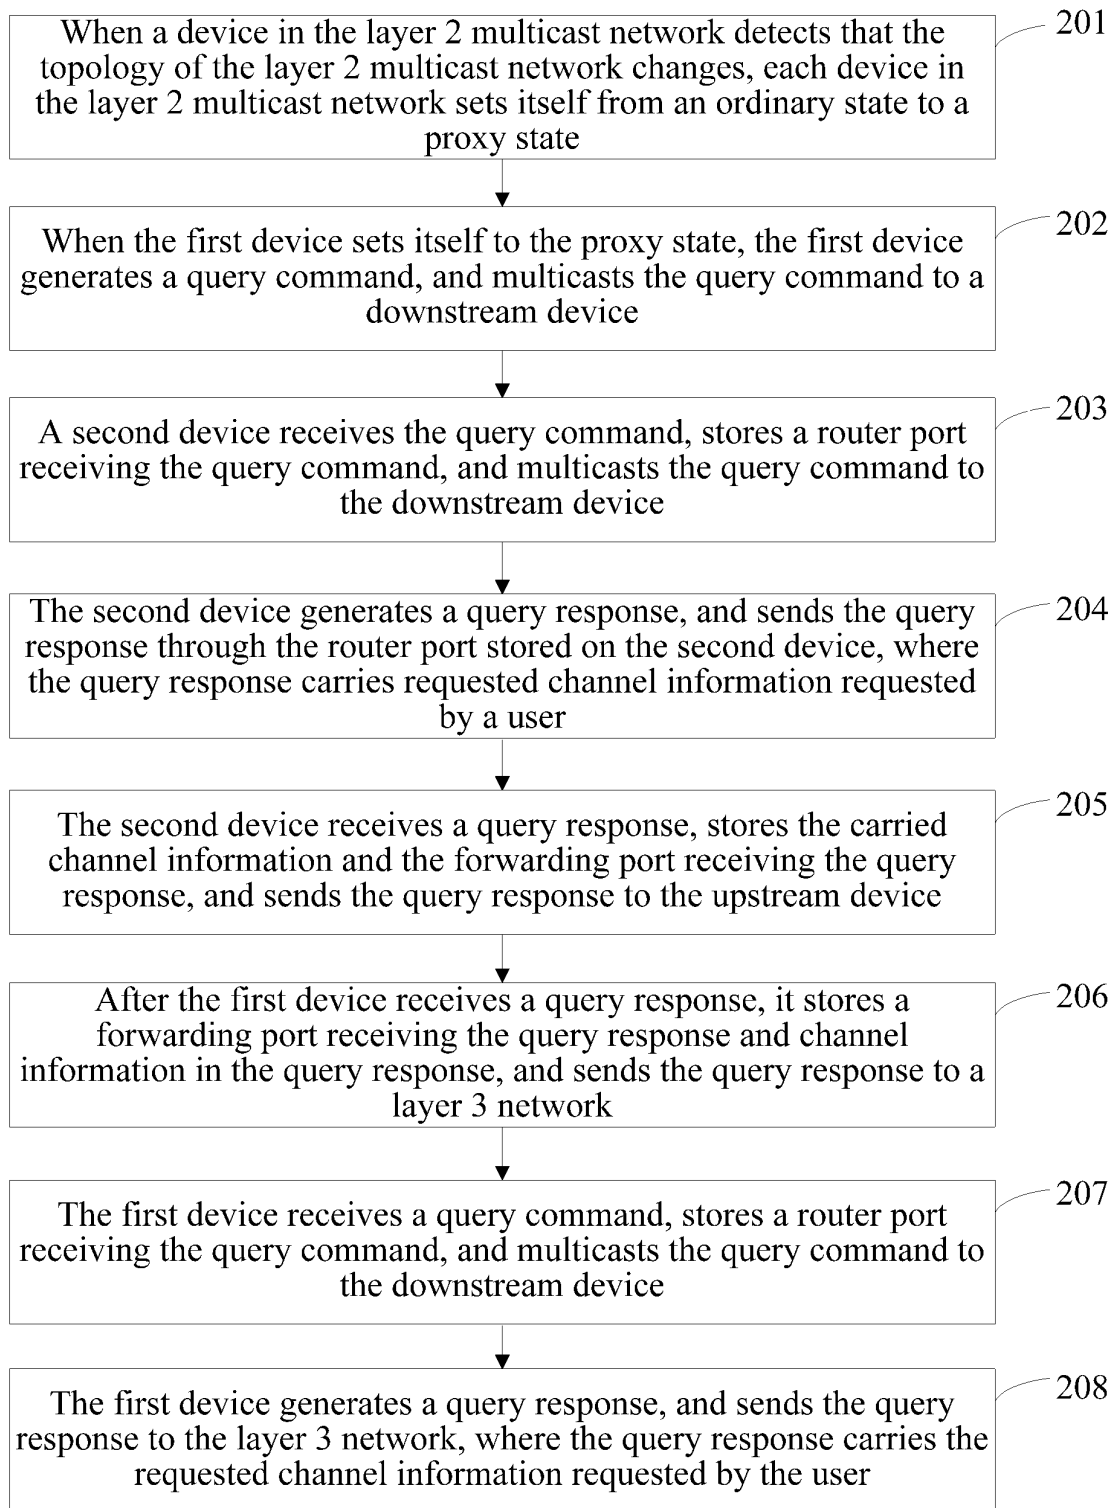 When a device in the layer 2 multicast network detects that the
topology of the layer 2 multicast network changes, each device in
the layer 2 multicast network sets itself from an ordinary state to a
proxy state
201
When the first device sets itself to the proxy state, the first device
generates a query command, and multicasts the query command to a
downstream device
202
A second device receives the query command, stores a router port
receiving the query command, and multicasts the query command to
the downstream device
203
The second device generates a query response, and sends the query
response through the router port stored on the second device, where
the query response carries requested channel information requested
by a user
204
The second device receives a query response, stores the carried
channel information and the forwarding port receiving the query
response, and sends the query response to the upstream device
205
After the first device receives a query response, it stores a
forwarding port receiving the query response and channel
information in the query response, and sends the query response to a
layer 3 network
206
The first device receives a query command, stores a router port
receiving the query command, and multicasts the query command to
the downstream device
207
The first device generates a query response, and sends the query
response to the layer 3 network, where the query response carries the
requested channel information requested by the user
208